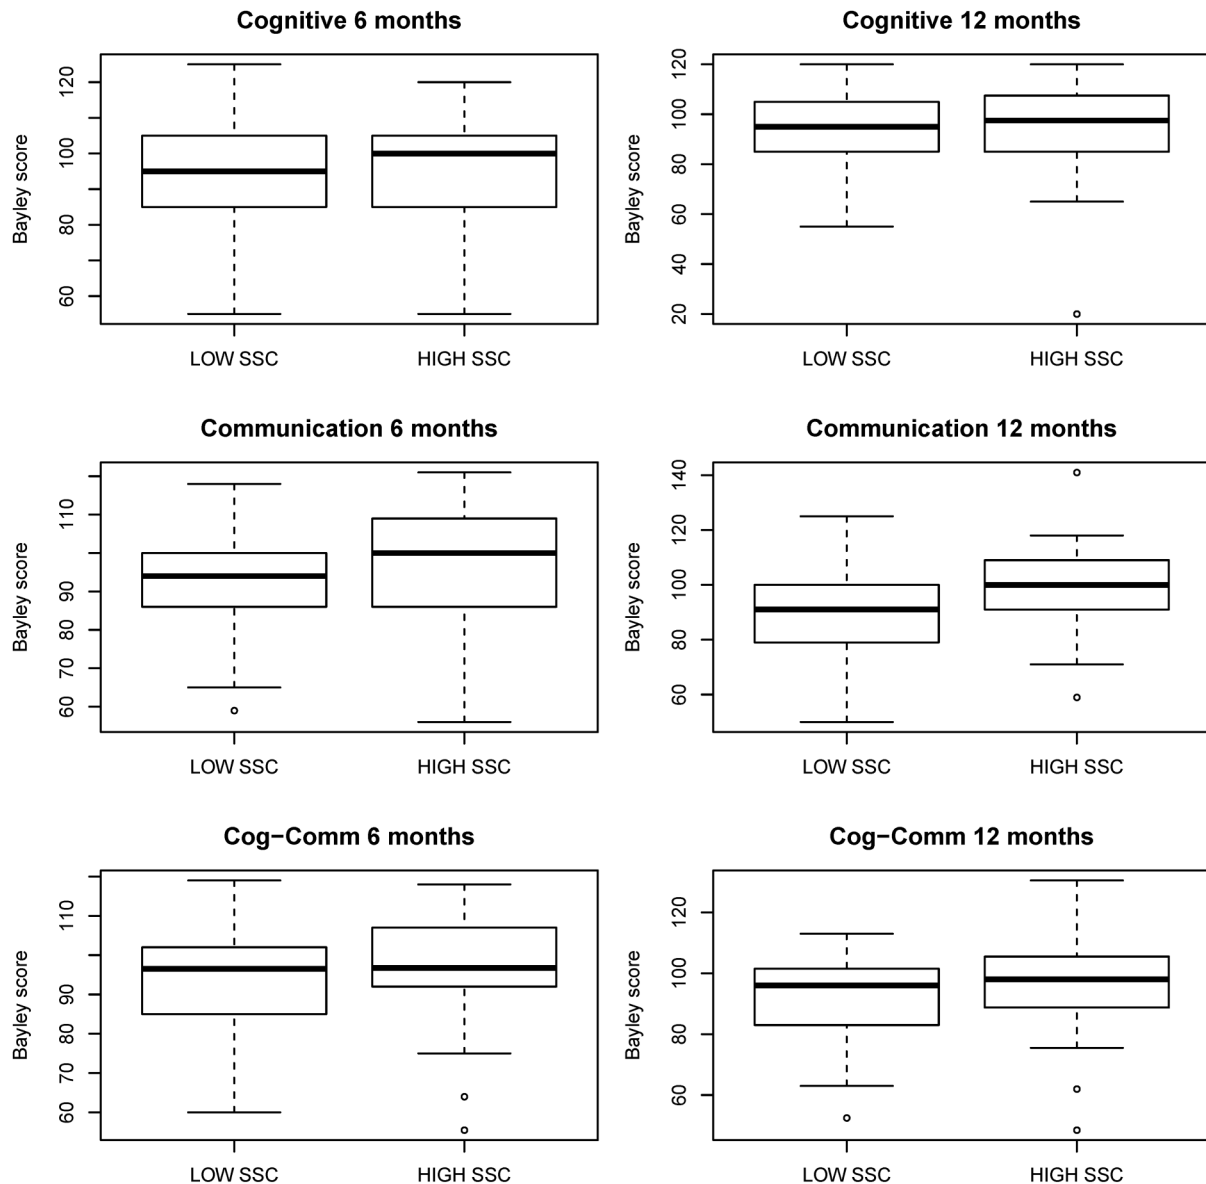 Cognitive 6 months
Bayley score
120
100
80
60
LOW SSC HIGH SSC
Cognitive 12 months
Bayley score
120
100
80
60
40
20
LOW SSC HIGH SSC
Communication 6 months
Bayley score
110
90
80
70
60
LOW SSC HIGH SSC
Communication 12 months
Bayley score
140
120
100
80
60
LOW SSC HIGH SSC
Cog−Comm 6 months
Bayley score
110
90
80
70
60
LOW SSC HIGH SSC
Cog−Comm 12 months
Bayley score
120
100
80
60
LOW SSC HIGH SSC